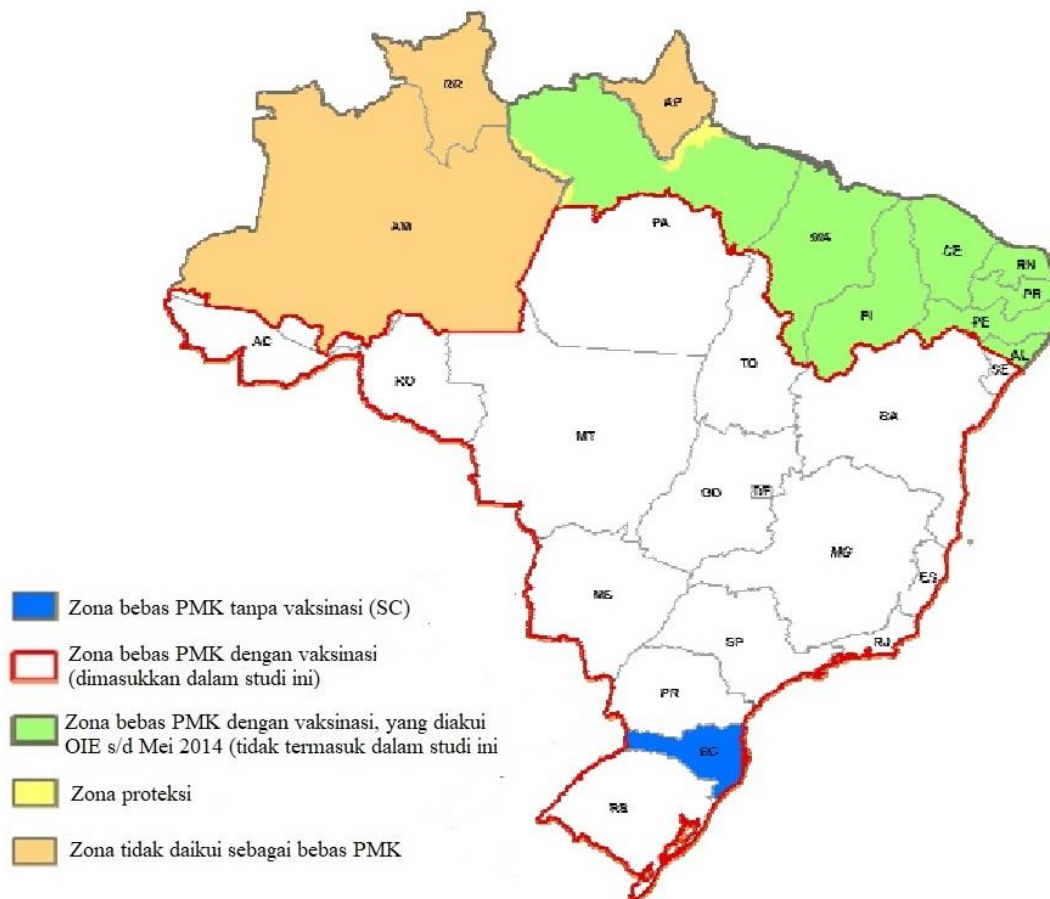 RR
AP
AM
PA
MA
CE
RN
PB
PI
PE
AL
AC
TO
SE
RO
BA
MT
GO
DF
MG
ES
MS
SP
RJ
PR
SC
RS
Zona bebas PMK tanpa vaksinasi (SC)
Zona bebas PMK dengan vaksinasi
(dimasukkan dalam studi ini)
Zona bebas PMK dengan vaksinasi, yang diakui
OIE s/d Mei 2014 (tidak termasuk dalam studi ini
Zona proteksi
Zona tidak daikui sebagai bebas PMK